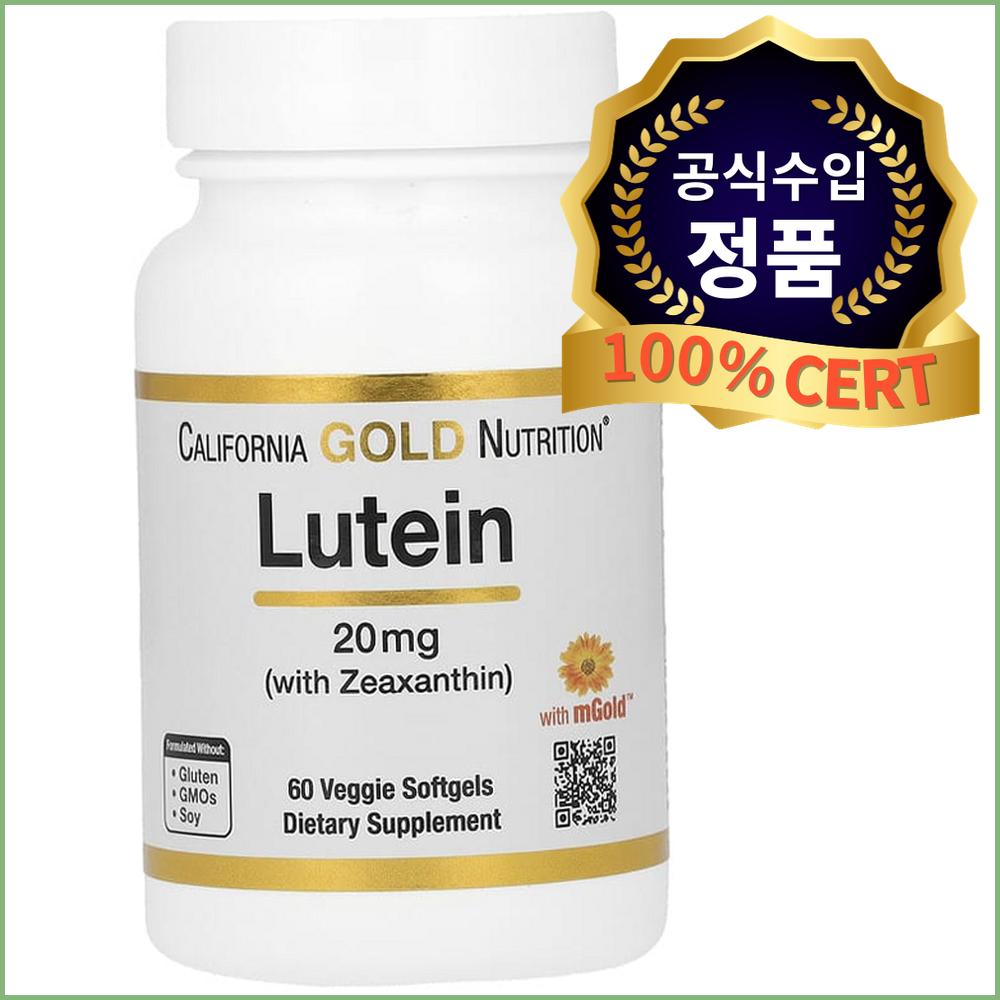 공식수입
정품
100% CERT
CALIFORNIA GOLD NUTRITION®
Lutein
20mg
(with Zeaxanthin)
with mGold™
Formulated Without:
• Gluten
• GMOs
• Soy
60 Veggie Softgels
Dietary Supplement